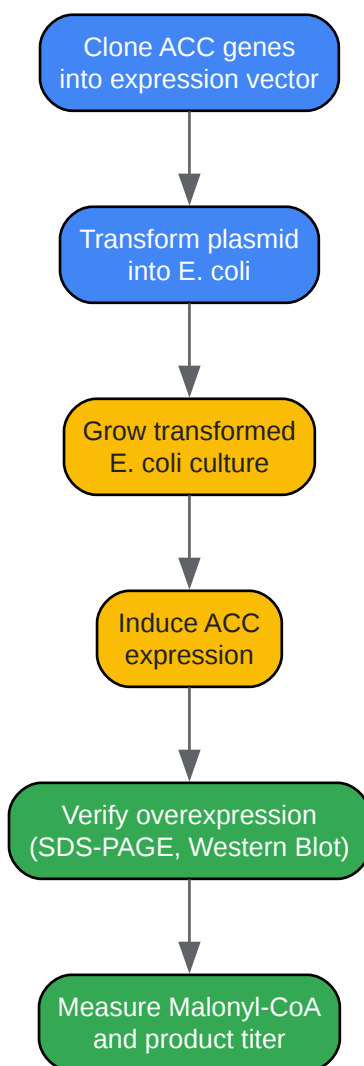 Clone ACC genes
into expression vector
Transform plasmid
into E. coli
Grow transformed
E. coli culture
Induce ACC
expression
Verify overexpression
(SDS-PAGE, Western Blot)
Measure Malonyl-CoA
and product titer